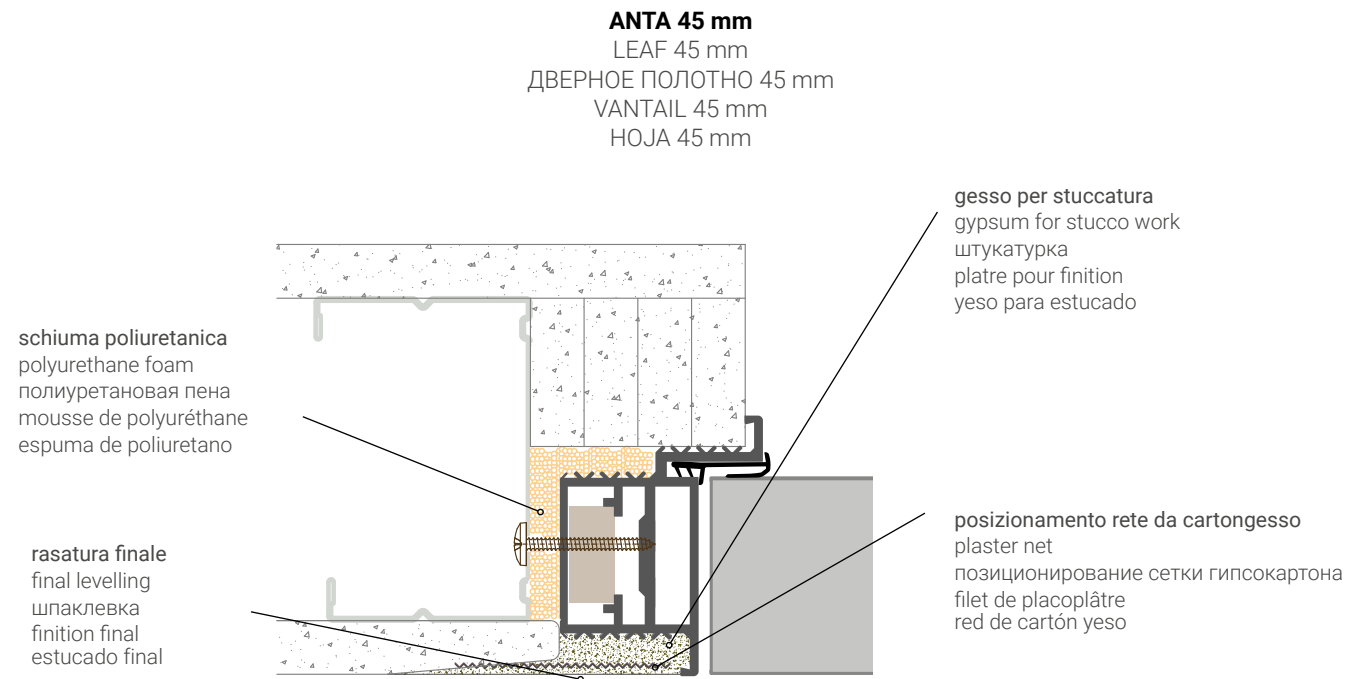 ANTA 45 mm
LEAF 45 mm
ДВЕРНОЕ ПОЛОТНО 45 mm
VANTAIL 45 mm
HOJA 45 mm
gesso per stuccatura
gypsum for stucco work
штукатурка
platre pour finition
yeso para estucado
schiuma poliuretanica
polyurethane foam
полиуретановая пена
mousse de polyuréthane
espuma de poliuretano
posizionamento rete da cartongesso
plaster net
позиционирование сетки гипсокартона
filet de placoplâtre
red de cartón yeso
rasatura finale
final levelling
шпаклевка
finition final
estucado final